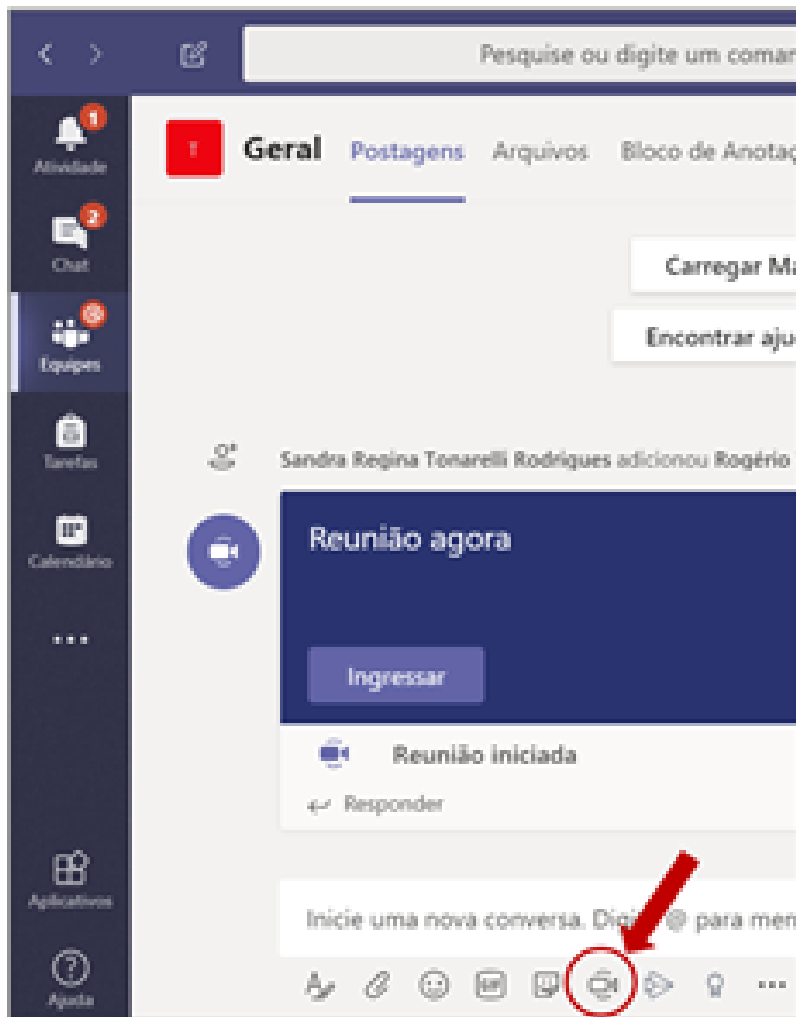 Pesquise ou digite um coman
1
Atividade
T
Geral Postagens Arquivos Bloco de Anotaç
2
Chat
Carregar Ma
@
Equipes
Encontrar aju
Tarefas
Sandra Regina Tonarelli Rodrigues adicionou Rogério
Calendário
Reunião agora
Ingressar
Reunião iniciada
Responder
Aplicativos
Inicie uma nova conversa. Digi @ para men
GIF
Ajuda